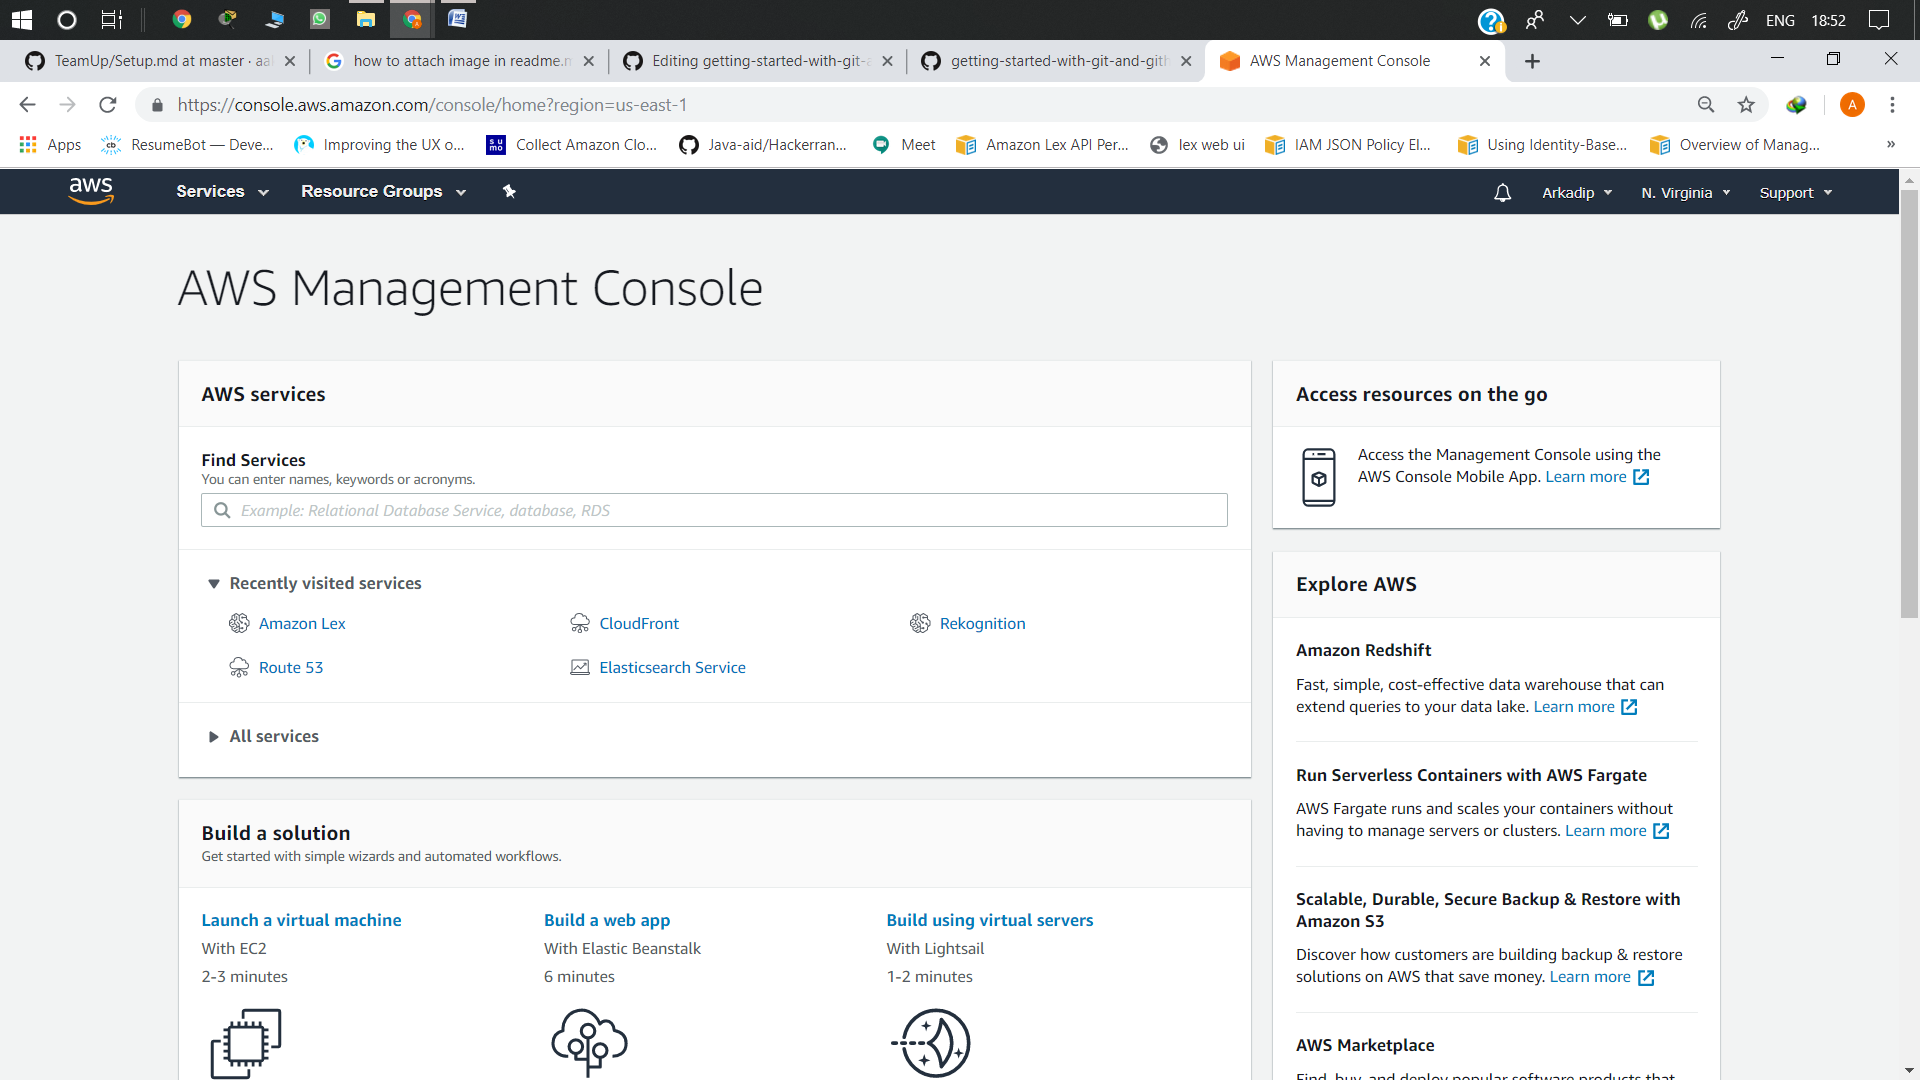 ENG 18:52
TeamUp/Setup.md at master · aa
how to attach image in readme.m
Editing getting-started-with-git-a
getting-started-with-git-and-gith
AWS Management Console
https://console.aws.amazon.com/console/home?region=us-east-1
A
Apps
ResumeBot — Deve...
Improving the UX o...
SUMO
Collect Amazon Clo...
Java-aid/Hackerran...
Meet
Amazon Lex API Per...
lex web ui
IAM JSON Policy El...
Using Identity-Base...
Overview of Manag...
»
aws
Services
Resource Groups
Arkadip
N. Virginia
Support
AWS Management Console
AWS services
Find Services
You can enter names, keywords or acronyms.
Example: Relational Database Service, database, RDS
Recently visited services
Amazon Lex
CloudFront
Rekognition
Route 53
Elasticsearch Service
All services
Build a solution
Get started with simple wizards and automated workflows.
Launch a virtual machine
With EC2
2-3 minutes
Build a web app
With Elastic Beanstalk
6 minutes
Build using virtual servers
With Lightsail
1-2 minutes
Access resources on the go
Access the Management Console using the
AWS Console Mobile App. Learn more
Explore AWS
Amazon Redshift
Fast, simple, cost-effective data warehouse that can
extend queries to your data lake. Learn more
Run Serverless Containers with AWS Fargate
AWS Fargate runs and scales your containers without
having to manage servers or clusters. Learn more
Scalable, Durable, Secure Backup & Restore with
Amazon S3
Discover how customers are building backup & restore
solutions on AWS that save money. Learn more
AWS Marketplace
Find, buy, and deploy popular software products that